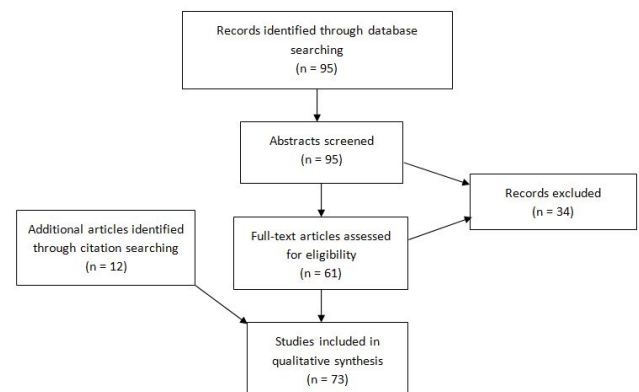 Records identified through database
searching
(n = 95)
Abstracts screened
(n = 95)
Records excluded
(n = 34)
Additional articles identified
through citation searching
(n = 12)
Full-text articles assessed
for eligibility
(n = 61)
Studies included in
qualitative synthesis
(n = 73)